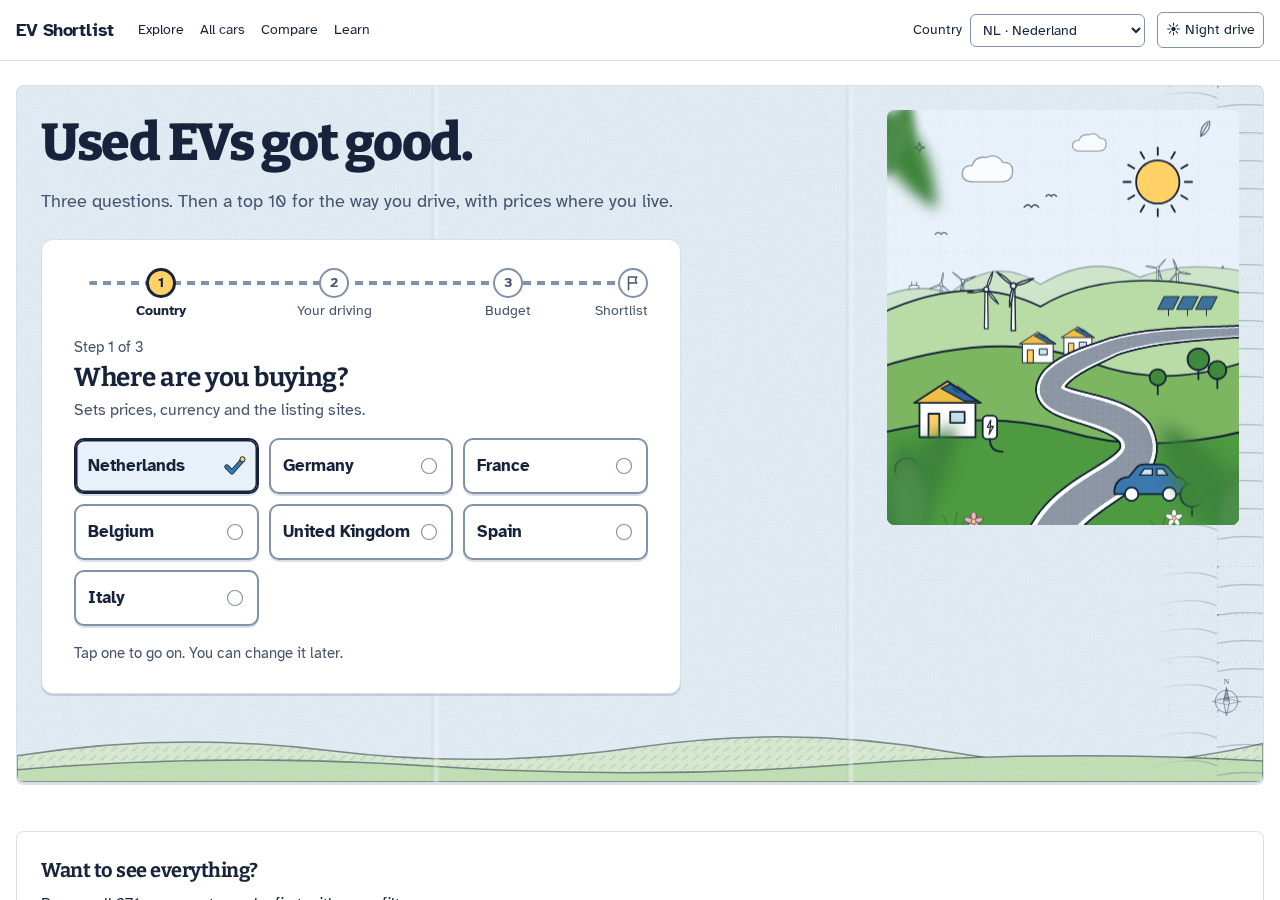 EV Shortlist
Explore
All cars
Compare
Learn
Country
NL · Nederland
Night drive
Used EVs got good.
Three questions. Then a top 10 for the way you drive, with prices where you live.
1
2
3
Country
Your driving
Budget
Shortlist
Step 1 of 3
Where are you buying?
Sets prices, currency and the listing sites.
Netherlands
Germany
France
Belgium
United Kingdom
Spain
Italy
Tap one to go on. You can change it later.
N
Want to see everything?